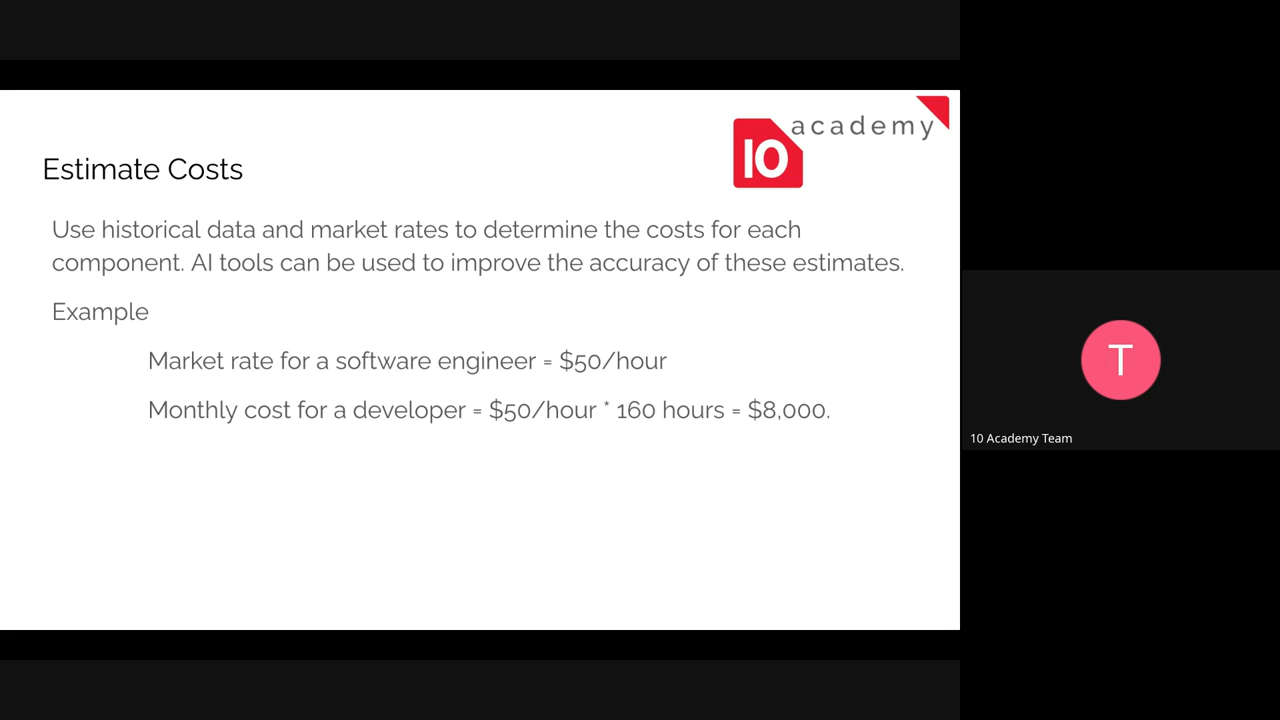 academy
10
Estimate Costs
Use historical data and market rates to determine the costs for each
component. AI tools can be used to improve the accuracy of these estimates.
Example
Market rate for a software engineer = $50/hour
Monthly cost for a developer = $50/hour * 160 hours = $8,000.
T
10 Academy Team